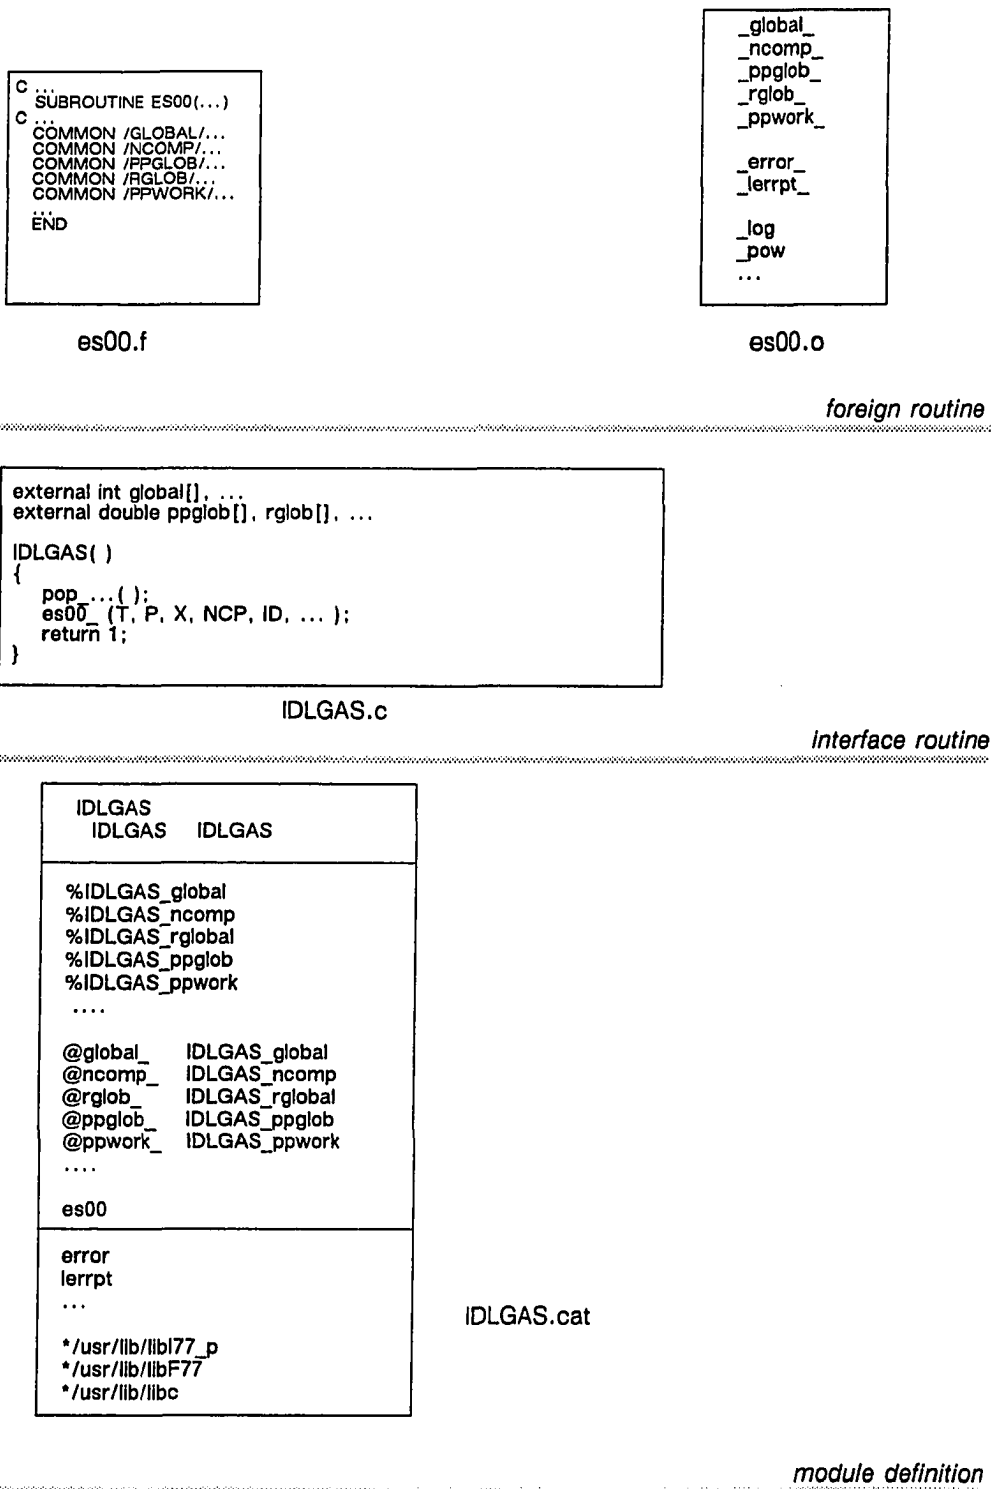 C ...
SUBROUTINE ES00(...)
C ...
COMMON /GLOBAL/...
COMMON /NCOMP/...
COMMON /PPGLOB/...
COMMON /RGLOB/...
COMMON /PPWORK/...
...
END
es00.f
_global_
_ncomp_
_ppglob_
_rglob_
_ppwork_
_error_
_lerrpt_
_log
_pow
...
es00.o
foreign routine
external int global[], ...
external double ppglob[], rglob[], ...
IDLGAS( )
{
pop_...( );
es00_ (T, P, X, NCP, ID, ... );
return 1;
}
IDLGAS.c
interface routine
IDLGAS
IDLGAS IDLGAS
%IDLGAS_global
%IDLGAS_ncomp
%IDLGAS_rglobal
%IDLGAS_ppglob
%IDLGAS_ppwork
....
@global_ IDLGAS_global
@ncomp_ IDLGAS_ncomp
@rglob_ IDLGAS_rglobal
@ppglob_ IDLGAS_ppglob
@ppwork_ IDLGAS_ppwork
....
es00
error
lerrpt
...
*/usr/lib/libI77_p
*/usr/lib/libF77
*/usr/lib/libc
IDLGAS.cat
module definition